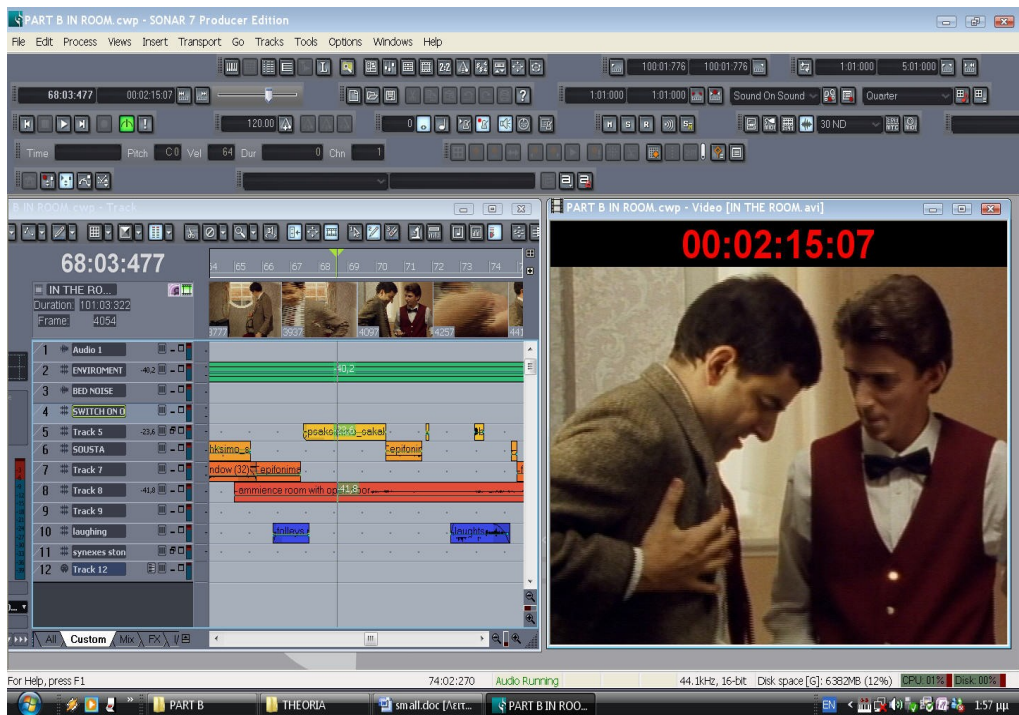 PART B IN ROOM.cwp - SONAR 7 Producer Edition
File Edit Process Views Insert Transport Go Tracks Tools Options Windows Help
100:01:776 100:01:776 1:01:000 5:01:000
68:03:477 00:02:15:07 ? 1:01:000 1:01:000 Sound On Sound Quarter
120.00 0 M S R 30 ND
Time Pitch C 0 Vel 64 Dur 0 Chn 1
B IN ROOM.cwp - Track
PART B IN ROOM.cwp - Video [IN THE ROOM.avi]
00:02:15:07
68:03:477
65 66 67 68 69 70 71 72 73 74
IN THE RO...
Duration: 101:03:322
Frame: 4054
3777 3937 4097 4257 441
1 Audio 1
2 ENVIROMENT -40,2 -40,2
3 BED NOISE
4 SWITCH ON O
5 Track 5 -23,6
6 SOUSTA hksimo_s epifonim
7 Track 7 ndow (32) epifonima
8 Track 8 -41,8 ammience room with op -41,8
9 Track 9
10 laughing laughts
11 synexes ston
12 Track 12
All Custom Mix FX I/
For Help, press F1 74:02:270 Audio Running 44.1kHz, 16-bit Disk space [G]: 6382MB (12%) CPU: 01% Disk: 00%
PART B THEORIA small.doc [Λειτ... PART B IN ROO... EN 1:57 μμ